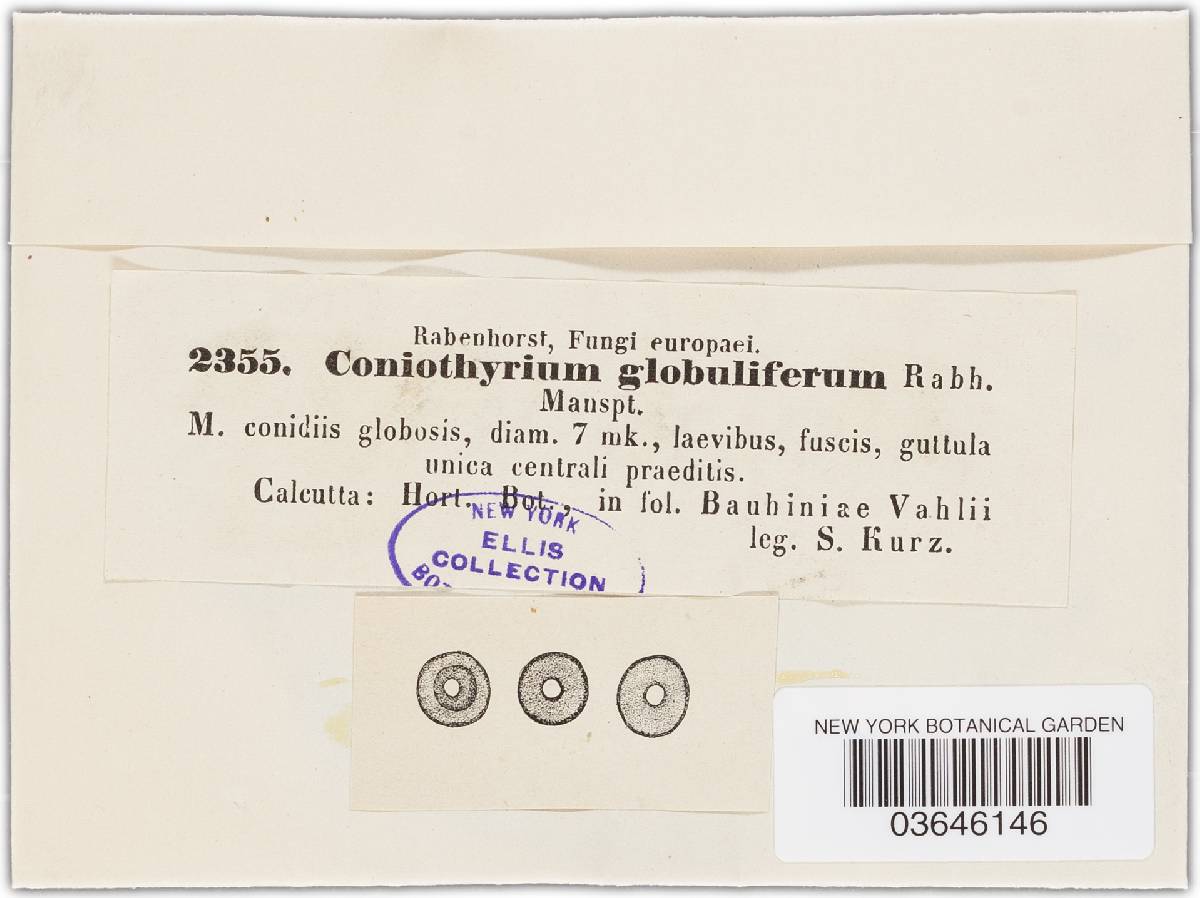 Rabenhorst, Fungi europaei.
2355. Coniothyrium globuliferum Rabh.
Manspt.
M. conidiis globosis, diam. 7 mk., laevibus, fuscis, guttula
unica centrali praeditis.
Calcutta: Hort. Bot., in fol. Bauhiniae Vahlii
leg. S. Kurz.
NEW YORK
ELLIS
COLLECTION
NEW YORK BOTANICAL GARDEN
03646146